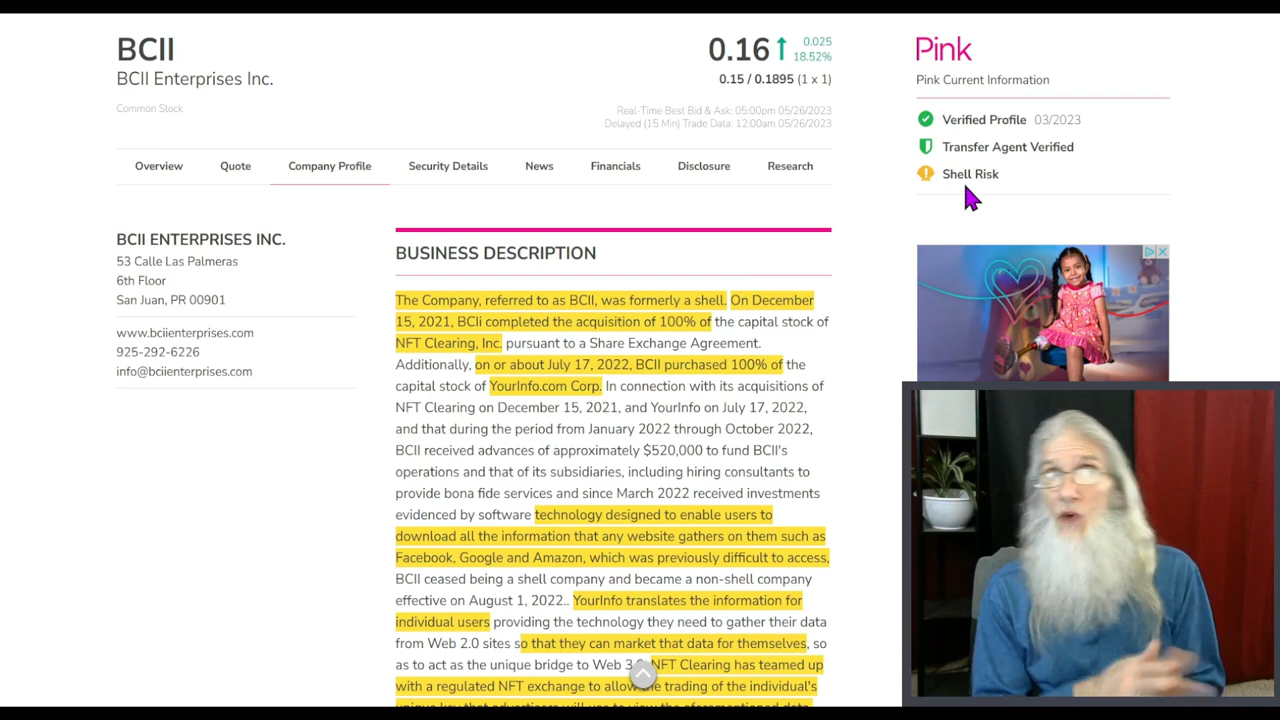 BCII
BCII Enterprises Inc.
Common Stock
0.16
0.025
18.52%
0.15 / 0.1895 (1 x 1)
Real-Time Best Bid & Ask: 05:00pm 05/26/2023
Delayed (15 Min) Trade Data: 12:00am 05/26/2023
Pink
Pink Current Information
Verified Profile 03/2023
Transfer Agent Verified
Shell Risk
Overview Quote Company Profile Security Details News Financials Disclosure Research
BCII ENTERPRISES INC.
53 Calle Las Palmeras
6th Floor
San Juan, PR 00901
www.bciienterprises.com
925-292-6226
info@bciienterprises.com
BUSINESS DESCRIPTION
The Company, referred to as BCII, was formerly a shell. On December
15, 2021, BCIi completed the acquisition of 100% of the capital stock of
NFT Clearing, Inc. pursuant to a Share Exchange Agreement.
Additionally, on or about July 17, 2022, BCII purchased 100% of the
capital stock of YourInfo.com Corp. In connection with its acquisitions of
NFT Clearing on December 15, 2021, and YourInfo on July 17, 2022,
and that during the period from January 2022 through October 2022,
BCII received advances of approximately $520,000 to fund BCII's
operations and that of its subsidiaries, including hiring consultants to
provide bona fide services and since March 2022 received investments
evidenced by software technology designed to enable users to
download all the information that any website gathers on them such as
Facebook, Google and Amazon, which was previously difficult to access,
BCII ceased being a shell company and became a non-shell company
effective on August 1, 2022.. YourInfo translates the information for
individual users providing the technology they need to gather their data
from Web 2.0 sites so that they can market that data for themselves, so
as to act as the unique bridge to Web NFT Clearing has teamed up
with a regulated NFT exchange to allow the trading of the individual's
unique key that advertisers will use to view the aforementioned data